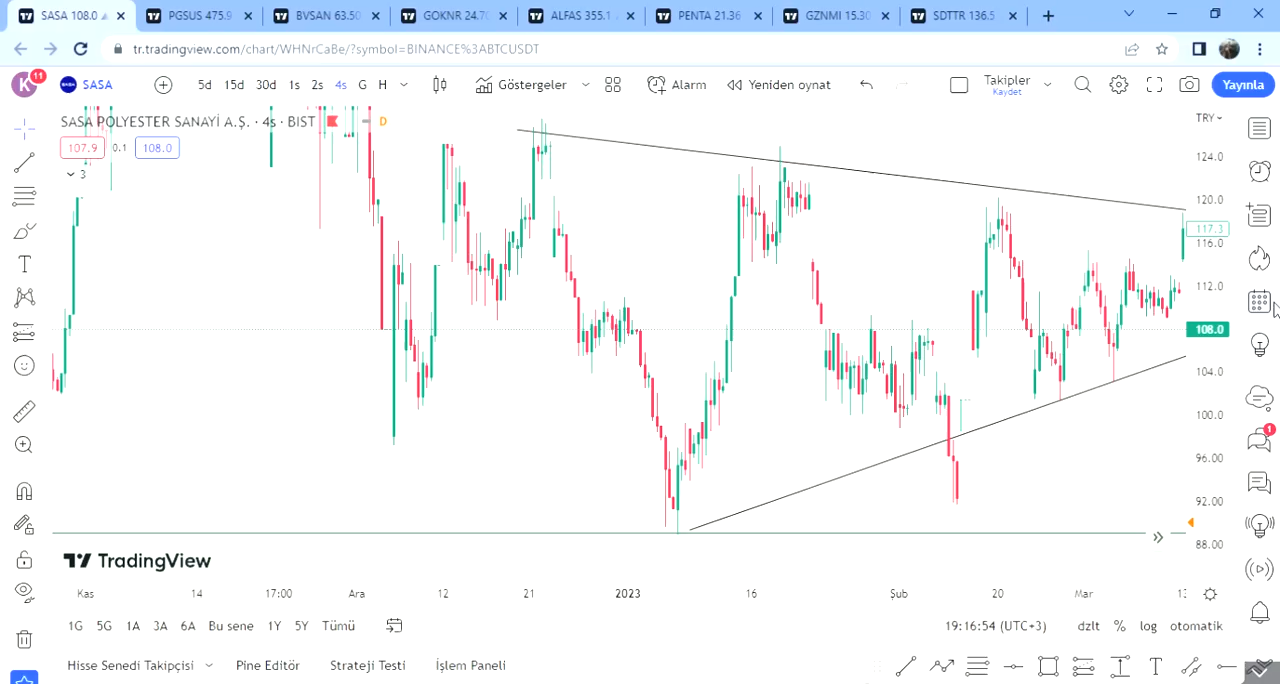 SASA 108.0
PGSUS 475.9
BVSAN 63.50
GOKNR 24.70
ALFAS 355.1
PENTA 21.36
GZNMI 15.30
SDTTR 136.5
tr.tradingview.com/chart/WHNrCaBe/?symbol=BINANCE%3ABTCUSDT
K 11 SASA 5d 15d 30d 1s 2s 4s G H Göstergeler Alarm Yeniden oynat Takipler Yayınla
Kaydet
SASA POLYESTER SANAYİ A.Ş. · 4s · BIST D TRY
107.9 0.1 108.0
3
124.0
120.0
117.3
116.0
112.0
108.0
104.0
100.0
96.00
92.00
88.00
1
TradingView
Kas 14 17:00 Ara 12 21 2023 16 Şub 20 Mar
1G 5G 1A 3A 6A Bu sene 1Y 5Y Tümü 19:16:54 (UTC+3) dzlt % log otomatik
Hisse Senedi Takipçisi Pine Editör Strateji Testi İşlem Paneli